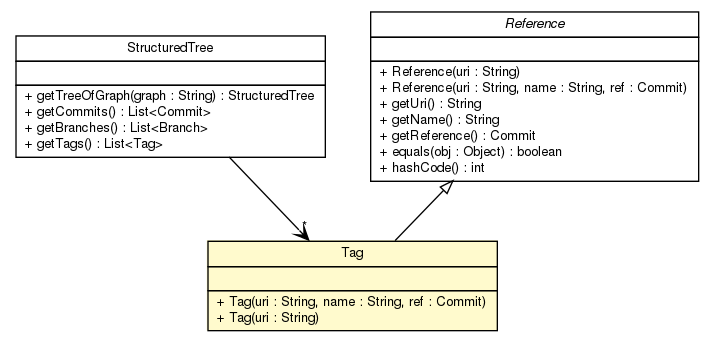 StructuredTree
+ getTreeOfGraph(graph : String) : StructuredTree
+ getCommits() : List<Commit>
+ getBranches() : List<Branch>
+ getTags() : List<Tag>
Reference
+ Reference(uri : String)
+ Reference(uri : String, name : String, ref : Commit)
+ getUri() : String
+ getName() : String
+ getReference() : Commit
+ equals(obj : Object) : boolean
+ hashCode() : int
*
Tag
+ Tag(uri : String, name : String, ref : Commit)
+ Tag(uri : String)